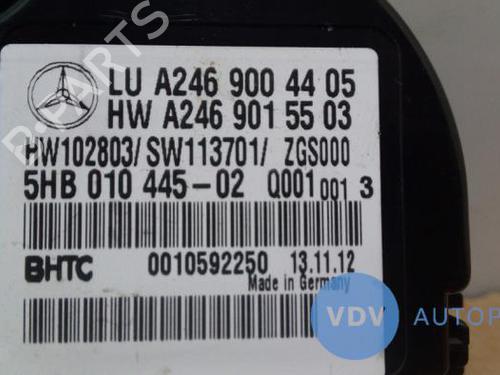 B-PARTS
LU A246 900 44 05
HW A246 901 55 03
HW102803/SW113701/ ZGS000
5HB 010 445-02 Q001 001 3
BHTC 0010592250 13.11.12
Made in Germany
VDV AUTOP